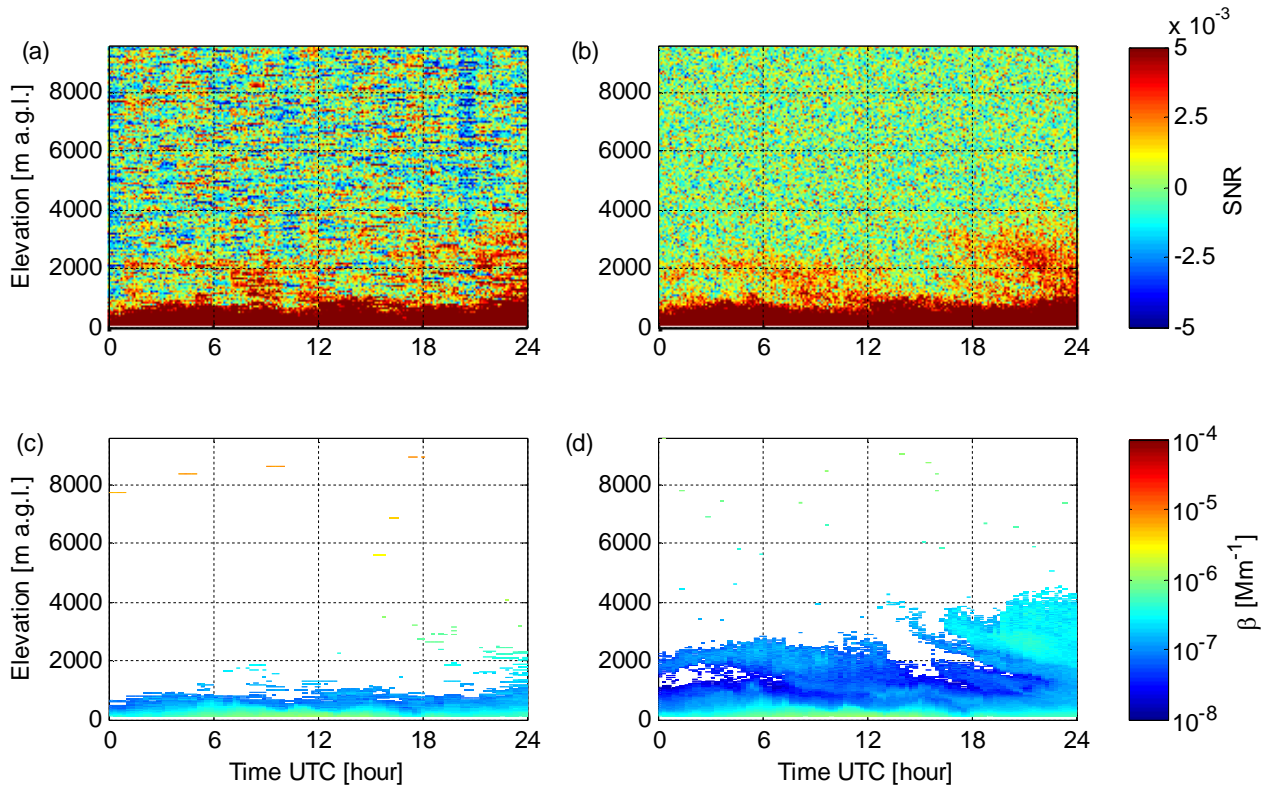 x 10⁻³
(a)
(b)
5
8000
8000
2.5
6000
6000
Elevation [m a.g.l.]
0
SNR
4000
4000
-2.5
2000
2000
0
0
-5
0 6 12 18 24
0 6 12 18 24
(c)
(d)
10⁻⁴
8000
8000
10⁻⁵
6000
6000
Elevation [m a.g.l.]
10⁻⁶
β [Mm⁻¹]
4000
4000
10⁻⁷
2000
2000
0
0
10⁻⁸
0 6 12 18 24
0 6 12 18 24
Time UTC [hour]
Time UTC [hour]